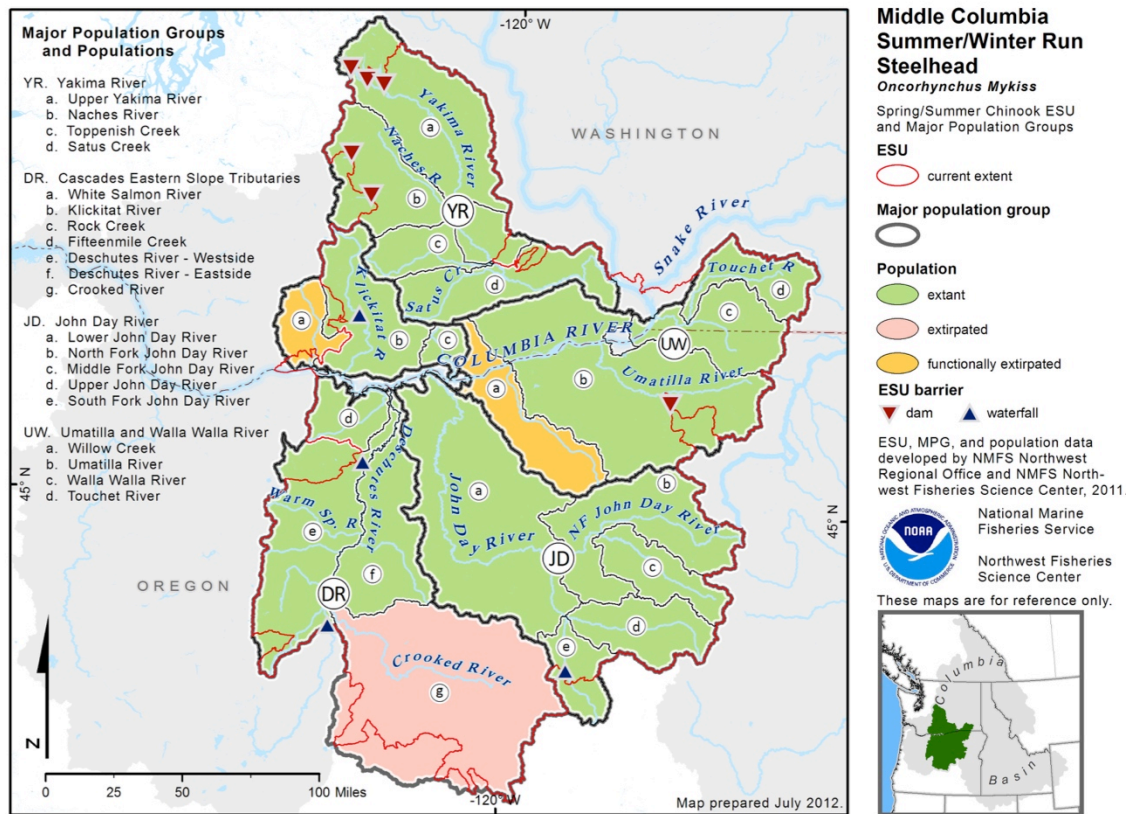 Major Population Groups
and Populations
YR. Yakima River
a. Upper Yakima River
b. Naches River
c. Toppenish Creek
d. Satus Creek
DR. Cascades Eastern Slope Tributaries
a. White Salmon River
b. Klickitat River
c. Rock Creek
d. Fifteenmile Creek
e. Deschutes River - Westside
f. Deschutes River - Eastside
g. Crooked River
JD. John Day River
a. Lower John Day River
b. North Fork John Day River
c. Middle Fork John Day River
d. Upper John Day River
e. South Fork John Day River
UW. Umatilla and Walla Walla River
a. Willow Creek
b. Umatilla River
c. Walla Walla River
d. Touchet River
-120° W
WASHINGTON
Yakima River
a
Naches R
b
YR
c
Satus Cr
d
Snake River
Touchet R
d
c
Klickitat R
a
b
c
COLUMBIA RIVER
UW
a
b
Umatilla River
d
Deschutes River
45° N
45° N
Warm Sp. R
e
f
DR
OREGON
a
John Day River
b
NF John Day River
JD
c
d
e
Crooked River
g
N
0 50 100 Miles
-120° W
Map prepared July 2012.
Middle Columbia
Summer/Winter Run
Steelhead
Oncorhynchus Mykiss
Spring/Summer Chinook ESU
and Major Population Groups
ESU
current extent
Major population group
Population
extant
extirpated
functionally extirpated
ESU barrier
dam waterfall
ESU, MPG, and population data
developed by NMFS Northwest
Regional Office and NMFS North-
west Fisheries Science Center, 2011.
NATIONAL OCEANIC AND ATMOSPHERIC ADMINISTRATION
NOAA
U.S. DEPARTMENT OF COMMERCE
National Marine
Fisheries Service
Northwest Fisheries
Science Center
These maps are for reference only.
Columbia
Basin